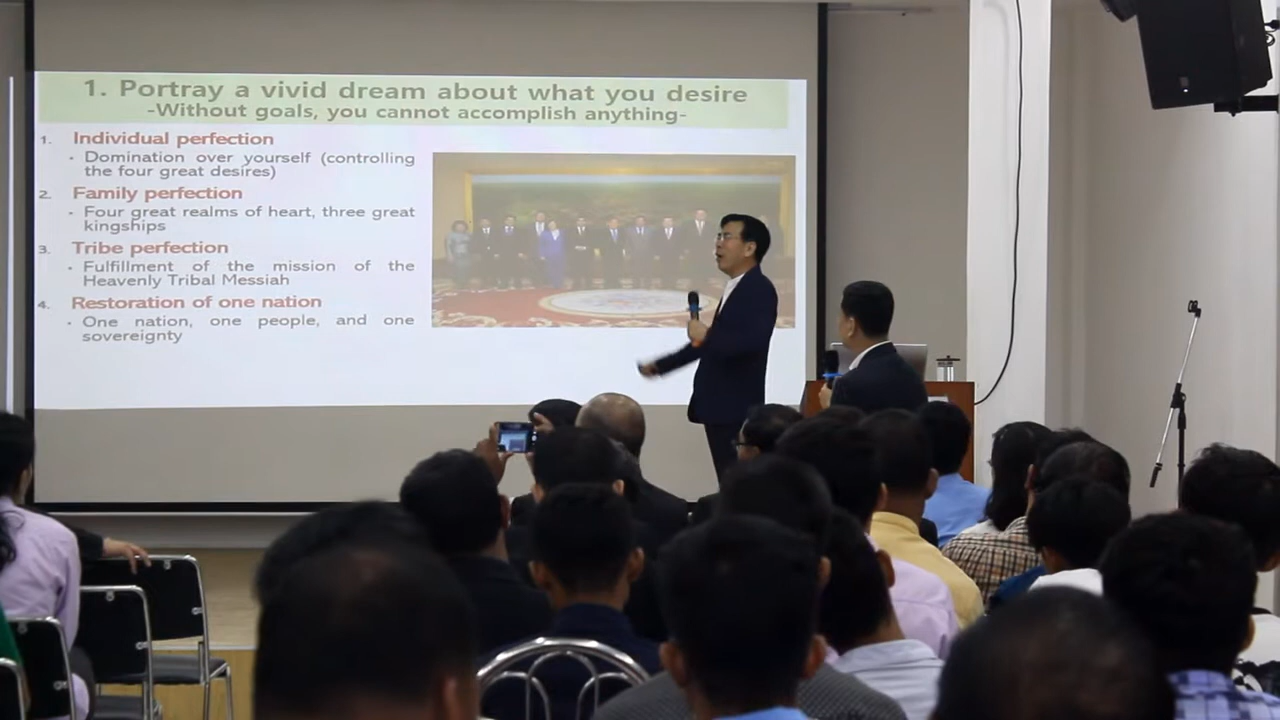 1. Portray a vivid dream about what you desire
-Without goals, you cannot accomplish anything-
1. Individual perfection
• Domination over yourself (controlling
the four great desires)
2. Family perfection
• Four great realms of heart, three great
kingships
3. Tribe perfection
• Fulfillment of the mission of the
Heavenly Tribal Messiah
4. Restoration of one nation
• One nation, one people, and one
sovereignty